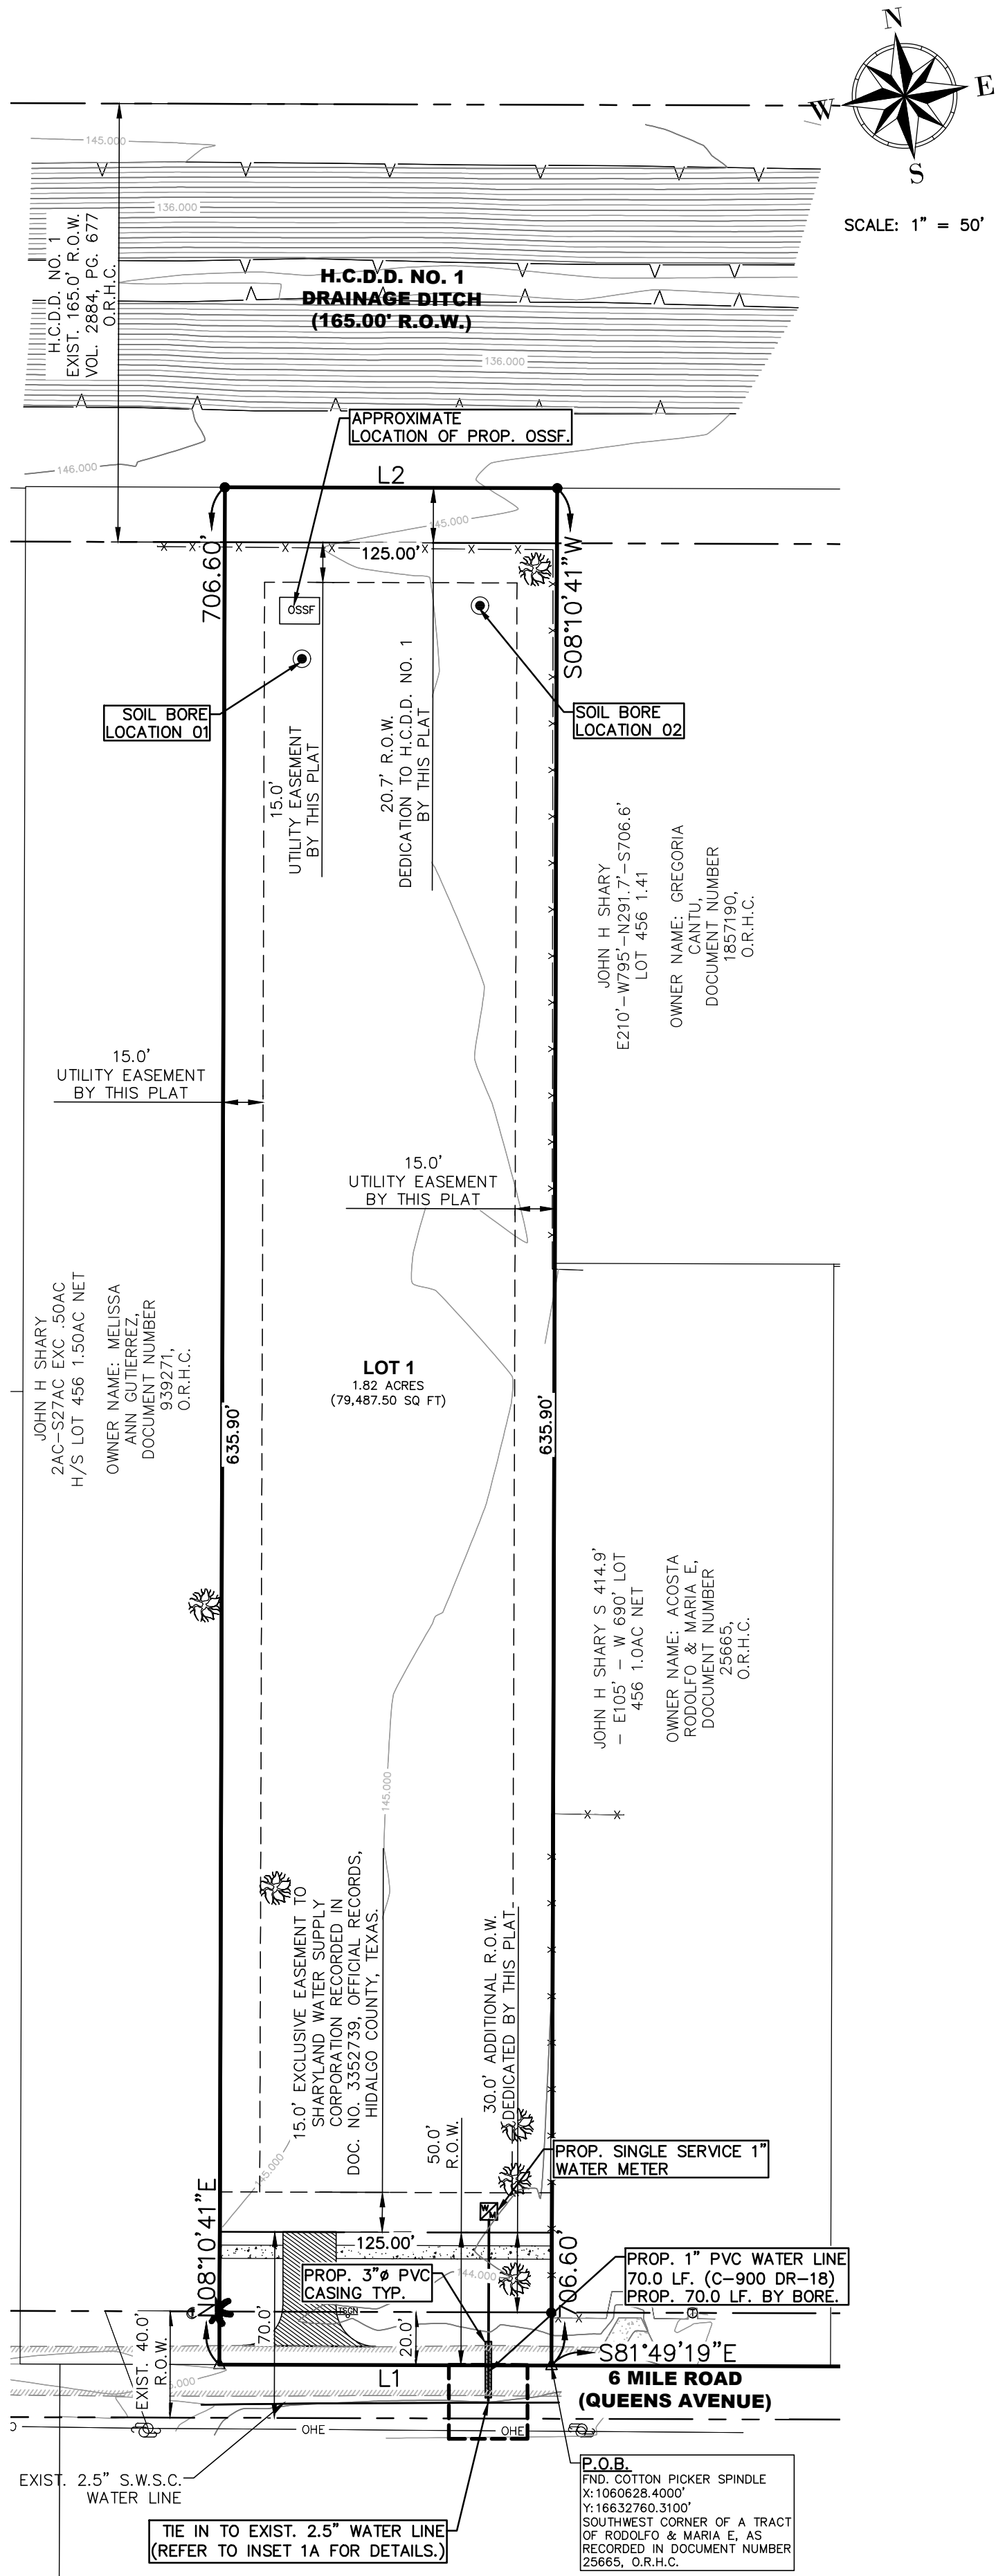 N
E
W
S
SCALE: 1" = 50'
145.000
136.000
H.C.D.D. NO. 1
EXIST. 165.0' R.O.W.
VOL. 2884, PG. 677
O.R.H.C.
H.C.D.D. NO. 1
DRAINAGE DITCH
(165.00' R.O.W.)
136.000
APPROXIMATE
LOCATION OF PROP. OSSF.
146.000
L2
145.000
125.00'
706.60'
S08°10'41"W
OSSF
SOIL BORE
LOCATION 01
SOIL BORE
LOCATION 02
15.0'
UTILITY EASEMENT
BY THIS PLAT
20.7' R.O.W.
DEDICATION TO H.C.D.D. NO. 1
BY THIS PLAT
JOHN H SHARY
E210'-W795'-N291.7'-S706.6'
LOT 456 1.41
OWNER NAME: GREGORIA
CANTU,
DOCUMENT NUMBER
1857190,
O.R.H.C.
15.0'
UTILITY EASEMENT
BY THIS PLAT
15.0'
UTILITY EASEMENT
BY THIS PLAT
JOHN H SHARY
2AC-S27AC EXC .50AC
H/S LOT 456 1.50AC NET
OWNER NAME: MELISSA
ANN GUTIERREZ,
DOCUMENT NUMBER
939271,
O.R.H.C.
LOT 1
1.82 ACRES
(79,487.50 SQ FT)
635.90'
635.90'
JOHN H SHARY S 414.9'
- E105' - W 690' LOT
456 1.0AC NET
OWNER NAME: ACOSTA
RODOLFO & MARIA E,
DOCUMENT NUMBER
25665,
O.R.H.C.
145.000
15.0' EXCLUSIVE EASEMENT TO
SHARYLAND WATER SUPPLY
CORPORATION RECORDED IN
DOC. NO. 3352739, OFFICIAL RECORDS,
HIDALGO COUNTY, TEXAS.
30.0' ADDITIONAL R.O.W.
DEDICATED BY THIS PLAT
50.0'
R.O.W.
145.000
PROP. SINGLE SERVICE 1"
WATER METER
W
M
N08°10'41"E
125.00'
706.60'
144.000
PROP. 3"ø PVC
CASING TYP.
PROP. 1" PVC WATER LINE
70.0 LF. (C-900 DR-18)
PROP. 70.0 LF. BY BORE.
EXIST. 40.0'
R.O.W.
70.0'
20.0'
S81°49'19"E
L1
6 MILE ROAD
(QUEENS AVENUE)
OHE
OHE
EXIST. 2.5" S.W.S.C.
WATER LINE
P.O.B.
FND. COTTON PICKER SPINDLE
X:1060628.4000'
Y:16632760.3100'
SOUTHWEST CORNER OF A TRACT
OF RODOLFO & MARIA E, AS
RECORDED IN DOCUMENT NUMBER
25665, O.R.H.C.
TIE IN TO EXIST. 2.5" WATER LINE
(REFER TO INSET 1A FOR DETAILS.)